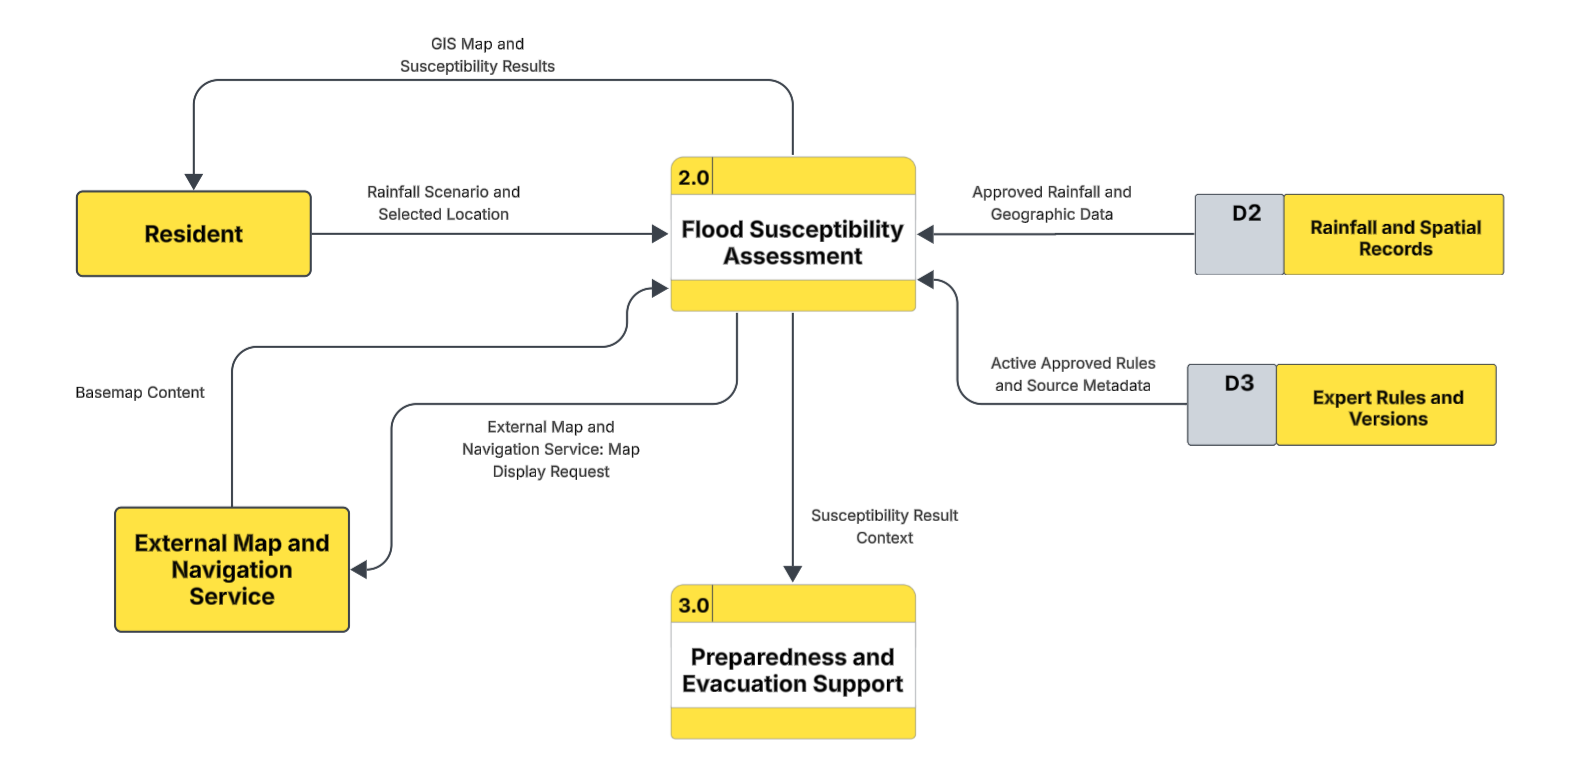 GIS Map and
Susceptibility Results
2.0
Flood Susceptibility
Assessment
Rainfall Scenario and
Selected Location
Resident
Approved Rainfall and
Geographic Data
D2
Rainfall and Spatial
Records
Active Approved Rules
and Source Metadata
D3
Expert Rules and
Versions
Basemap Content
External Map and
Navigation Service: Map
Display Request
External Map and
Navigation
Service
Susceptibility Result
Context
3.0
Preparedness and
Evacuation Support